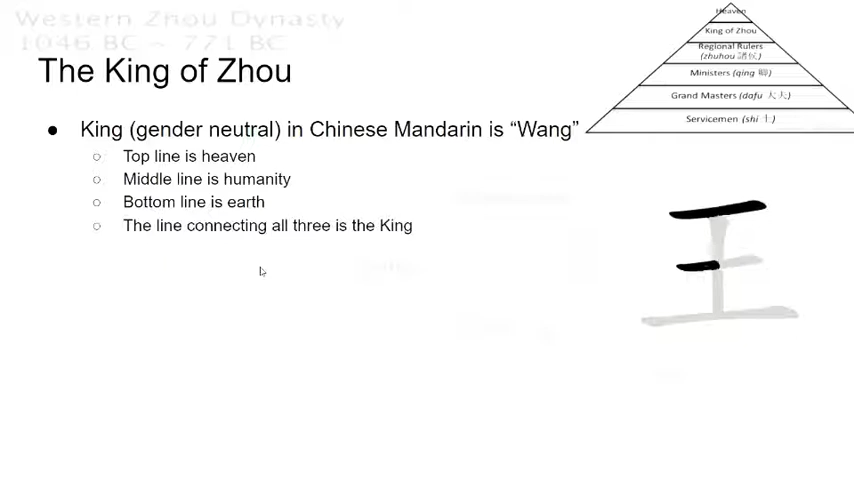 Western Zhou Dynasty
1046 BC ~ 771 BC
The King of Zhou
● King (gender neutral) in Chinese Mandarin is “Wang”
○ Top line is heaven
○ Middle line is humanity
○ Bottom line is earth
○ The line connecting all three is the King
Heaven
King of Zhou
Regional Rulers
(zhuhou 諸侯)
Ministers (qing 卿)
Grand Masters (dafu 大夫)
Servicemen (shi 士)
王